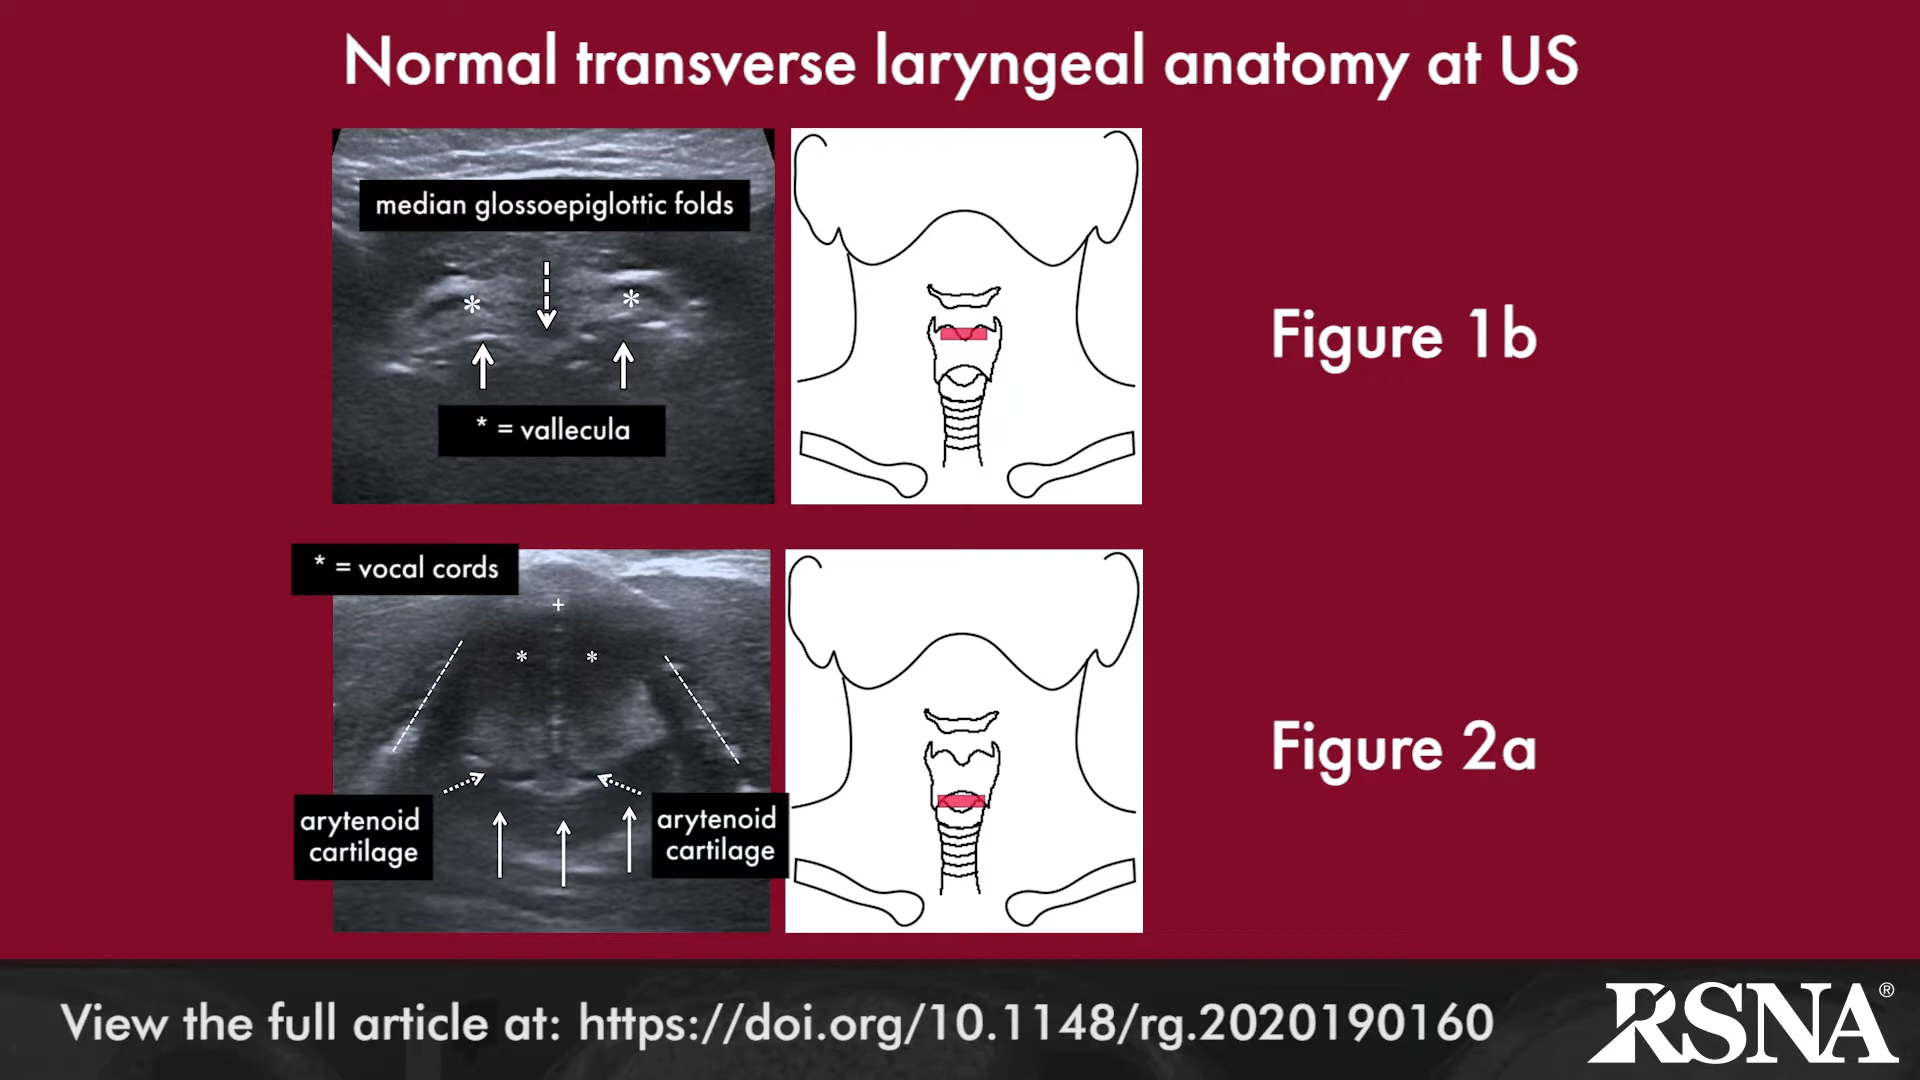 Normal transverse laryngeal anatomy at US
median glossoepiglottic folds
* *
* = vallecula
Figure 1b
* = vocal cords
+
* *
arytenoid
cartilage
arytenoid
cartilage
Figure 2a
View the full article at: https://doi.org/10.1148/rg.2020190160
RSNA®